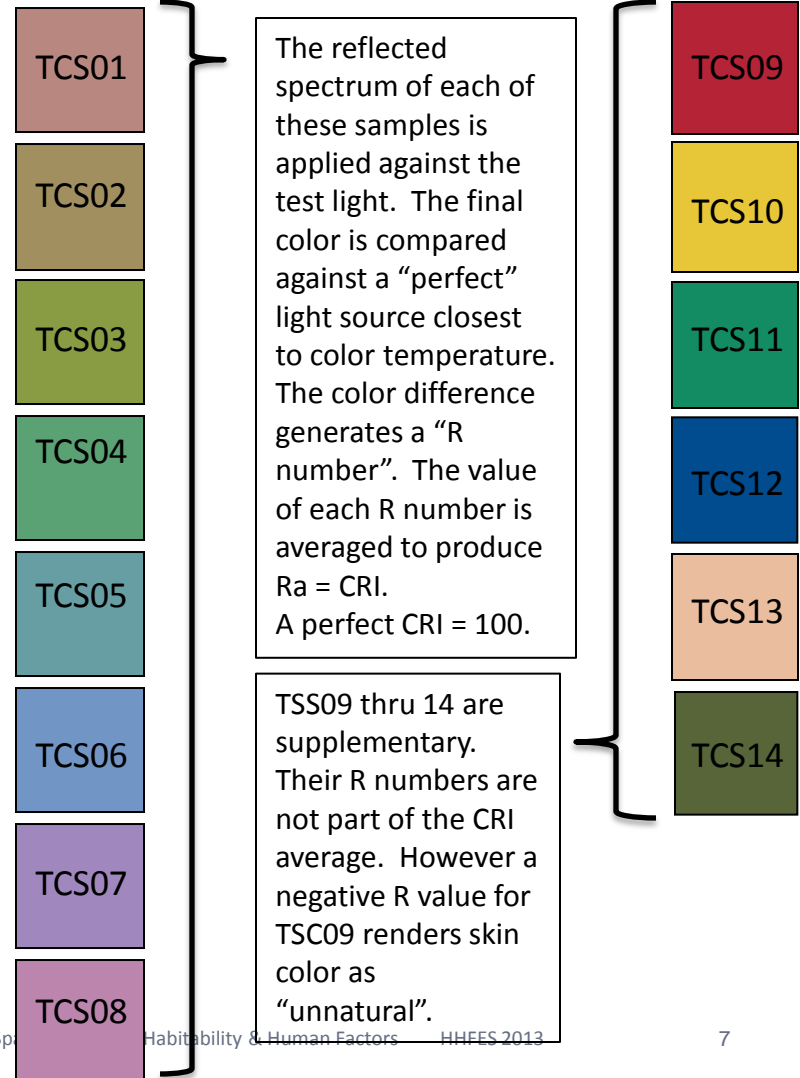 TCS01
TCS02
TCS03
TCS04
TCS05
TCS06
TCS07
TCS08
The reflected
spectrum of each of
these samples is
applied against the
test light. The final
color is compared
against a “perfect”
light source closest
to color temperature.
The color difference
generates a “R
number”. The value
of each R number is
averaged to produce
Ra = CRI.
A perfect CRI = 100.
TSS09 thru 14 are
supplementary.
Their R numbers are
not part of the CRI
average. However a
negative R value for
TSC09 renders skin
color as
“unnatural”.
TCS09
TCS10
TCS11
TCS12
TCS13
TCS14
Habitability & Human Factors HHFES 2013 7